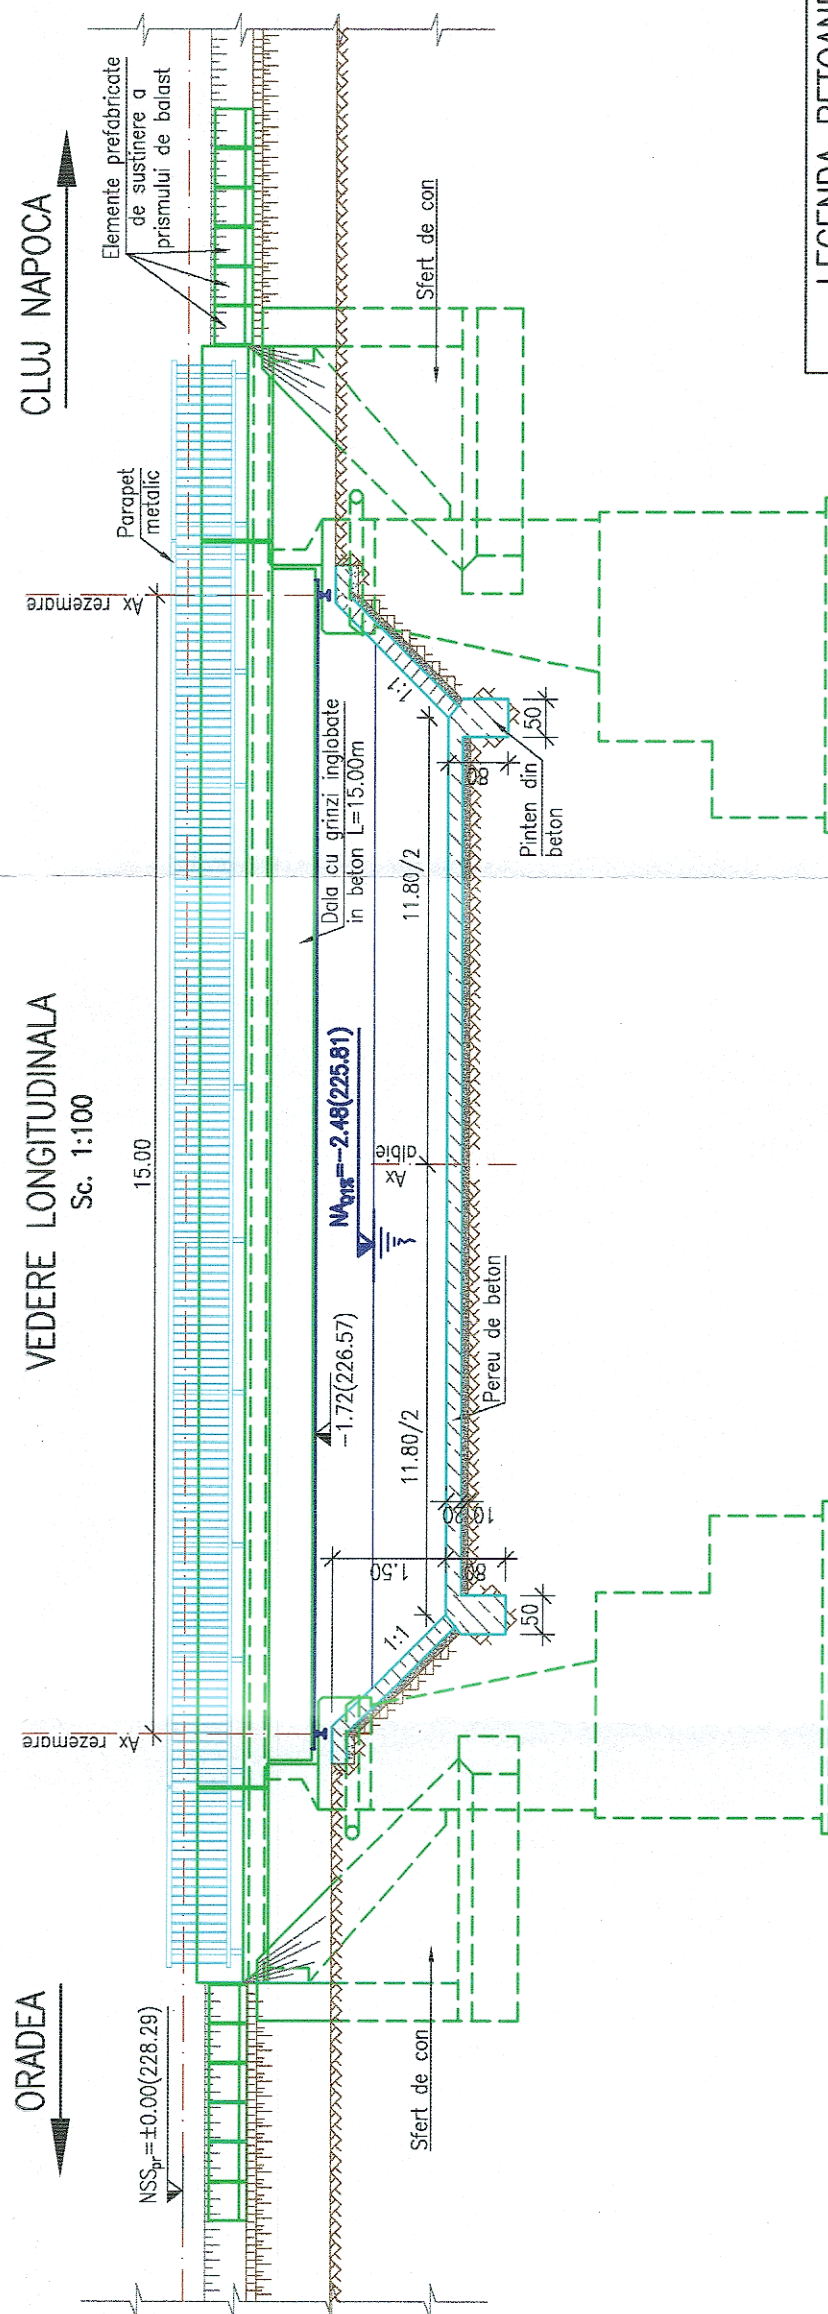 VEDERE LONGITUDINALA
Sc. 1:100
ORADEA
CLUJ NAPOCA
NSSpr=±0.00(228.29)
15.00
Ax rezemare
Ax rezemare
Parapet
metalic
Elemente prefabricate
de sustinere a
prismului de balast
Dala cu grinzi inglobate
in beton L=15.00m
-1.72(226.57)
NAQ1%=-2.48(225.81)
Ax
albie
11.80/2
11.80/2
1:1
1:1
1.50
80
10
20
50
80
50
Pereu de beton
Pinten din
beton
Sfert de con
Sfert de con